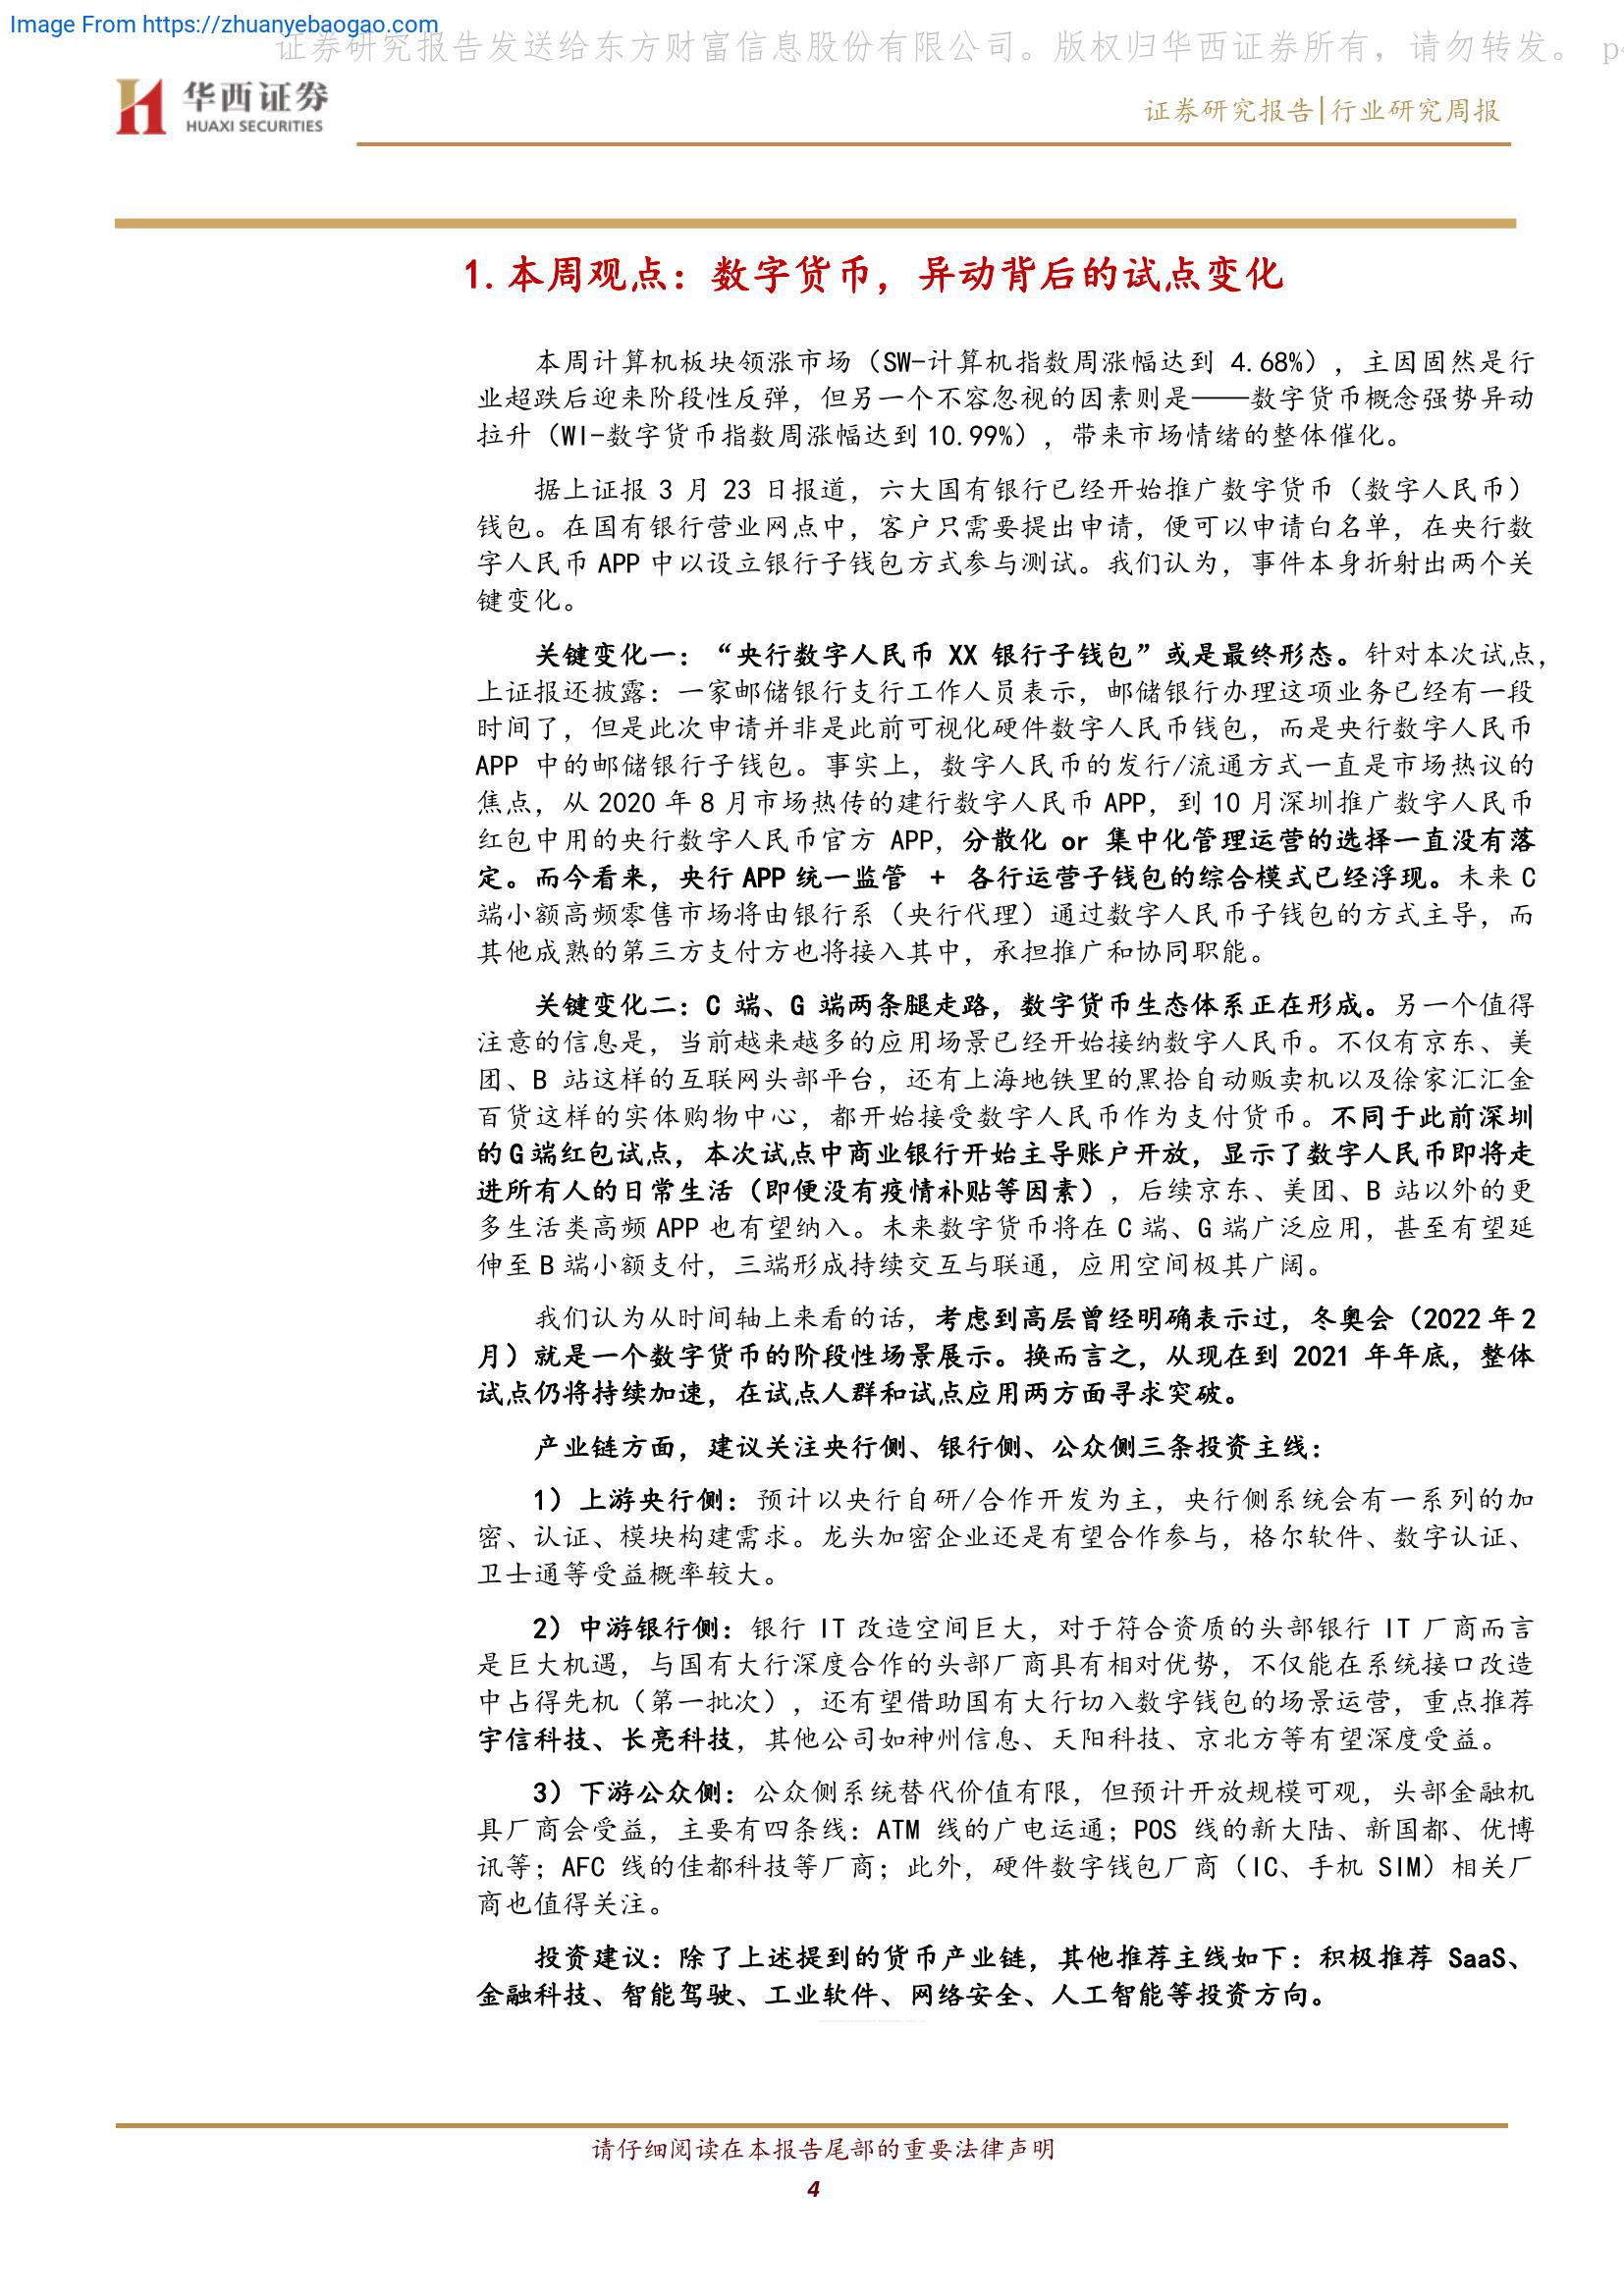 Image From https://zhuanyebaogao.com
证券研究报告发送给东方财富信息股份有限公司。版权归华西证券所有，请勿转发。 p
华西证券
HUAXI SECURITIES
证券研究报告|行业研究周报
1.本周观点：数字货币，异动背后的试点变化
本周计算机板块领涨市场（SW-计算机指数周涨幅达到 4.68%），主因固然是行
业超跌后迎来阶段性反弹，但另一个不容忽视的因素则是——数字货币概念强势异动
拉升（WI-数字货币指数周涨幅达到10.99%），带来市场情绪的整体催化。
据上证报 3 月 23 日报道，六大国有银行已经开始推广数字货币（数字人民币）
钱包。在国有银行营业网点中，客户只需要提出申请，便可以申请白名单，在央行数
字人民币 APP 中以设立银行子钱包方式参与测试。我们认为，事件本身折射出两个关
键变化。
关键变化一：“央行数字人民币 XX 银行子钱包”或是最终形态。针对本次试点，
上证报还披露：一家邮储银行支行工作人员表示，邮储银行办理这项业务已经有一段
时间了，但是此次申请并非是此前可视化硬件数字人民币钱包，而是央行数字人民币
APP 中的邮储银行子钱包。事实上，数字人民币的发行/流通方式一直是市场热议的
焦点，从 2020 年 8 月市场热传的建行数字人民币 APP，到 10 月深圳推广数字人民币
红包中用的央行数字人民币官方 APP，分散化 or 集中化管理运营的选择一直没有落
定。而今看来，央行 APP 统一监管 + 各行运营子钱包的综合模式已经浮现。未来 C
端小额高频零售市场将由银行系（央行代理）通过数字人民币子钱包的方式主导，而
其他成熟的第三方支付方也将接入其中，承担推广和协同职能。
关键变化二：C 端、G 端两条腿走路，数字货币生态体系正在形成。另一个值得
注意的信息是，当前越来越多的应用场景已经开始接纳数字人民币。不仅有京东、美
团、B 站这样的互联网头部平台，还有上海地铁里的黑拾自动贩卖机以及徐家汇汇金
百货这样的实体购物中心，都开始接受数字人民币作为支付货币。不同于此前深圳
的 G 端红包试点，本次试点中商业银行开始主导账户开放，显示了数字人民币即将走
进所有人的日常生活（即便没有疫情补贴等因素），后续京东、美团、B 站以外的更
多生活类高频 APP 也有望纳入。未来数字货币将在 C 端、G 端广泛应用，甚至有望延
伸至 B 端小额支付，三端形成持续交互与联通，应用空间极其广阔。
我们认为从时间轴上来看的话，考虑到高层曾经明确表示过，冬奥会（2022 年 2
月）就是一个数字货币的阶段性场景展示。换而言之，从现在到 2021 年年底，整体
试点仍将持续加速，在试点人群和试点应用两方面寻求突破。
产业链方面，建议关注央行侧、银行侧、公众侧三条投资主线：
1）上游央行侧：预计以央行自研/合作开发为主，央行侧系统会有一系列的加
密、认证、模块构建需求。龙头加密企业还是有望合作参与，格尔软件、数字认证、
卫士通等受益概率较大。
2）中游银行侧：银行 IT 改造空间巨大，对于符合资质的头部银行 IT 厂商而言
是巨大机遇，与国有大行深度合作的头部厂商具有相对优势，不仅能在系统接口改造
中占得先机（第一批次），还有望借助国有大行切入数字钱包的场景运营，重点推荐
宇信科技、长亮科技，其他公司如神州信息、天阳科技、京北方等有望深度受益。
3）下游公众侧：公众侧系统替代价值有限，但预计开放规模可观，头部金融机
具厂商会受益，主要有四条线：ATM 线的广电运通；POS 线的新大陆、新国都、优博
讯等；AFC 线的佳都科技等厂商；此外，硬件数字钱包厂商（IC、手机 SIM）相关厂
商也值得关注。
投资建议：除了上述提到的货币产业链，其他推荐主线如下：积极推荐 SaaS、
金融科技、智能驾驶、工业软件、网络安全、人工智能等投资方向。
请仔细阅读在本报告尾部的重要法律声明
4